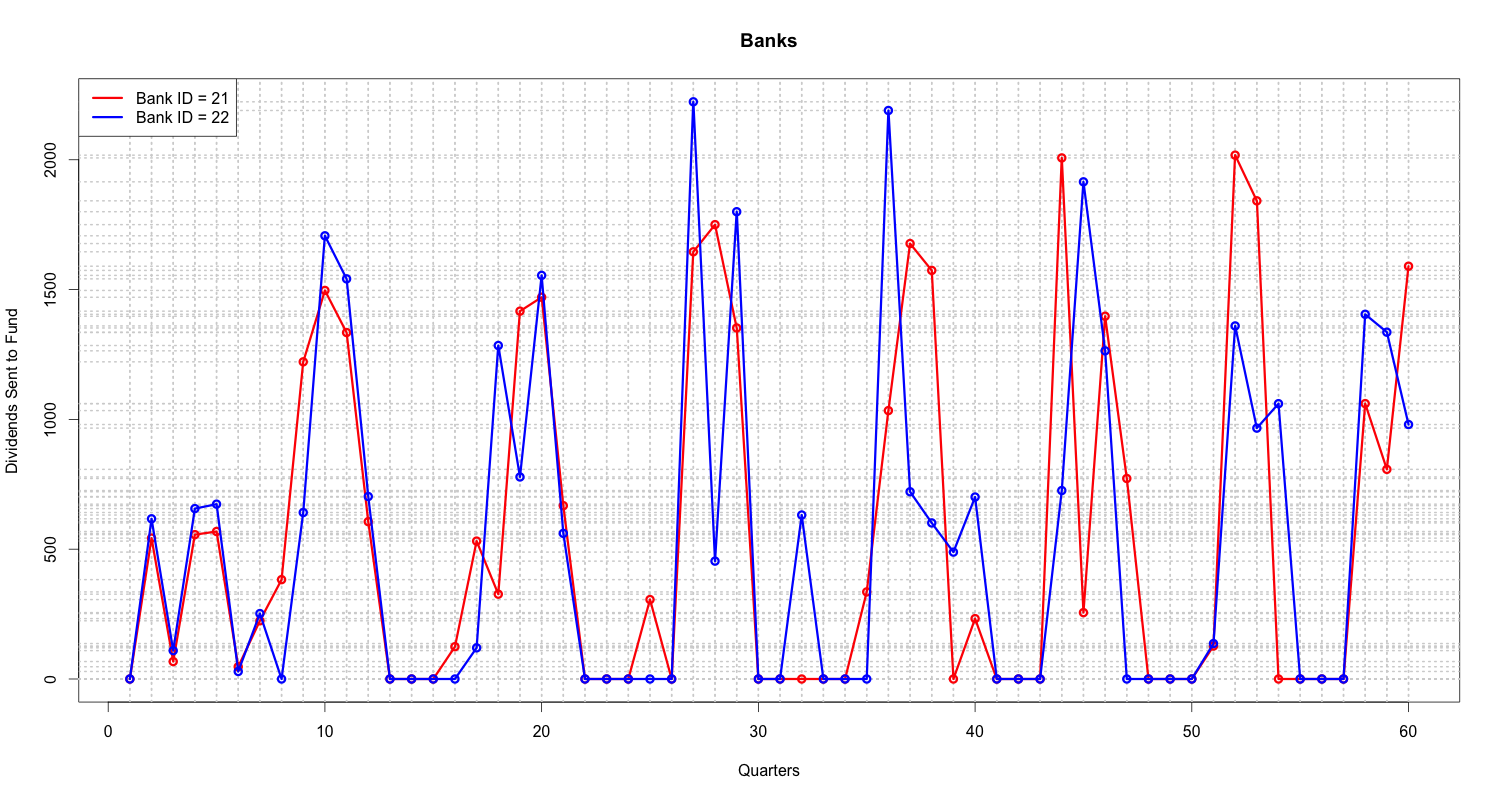 Banks
Bank ID = 21
Bank ID = 22
Dividends Sent to Fund
2000
1500
1000
500
0
0 10 20 30 40 50 60
Quarters